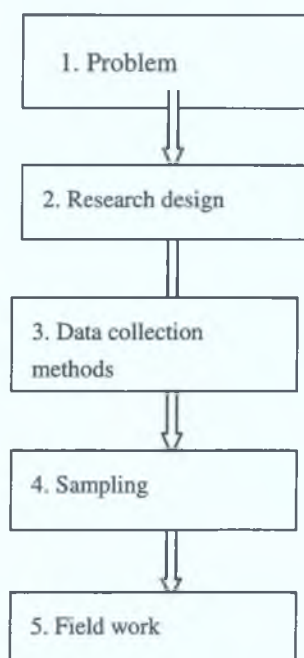 1. Problem
2. Research design
3. Data collection
methods
4. Sampling
5. Field work